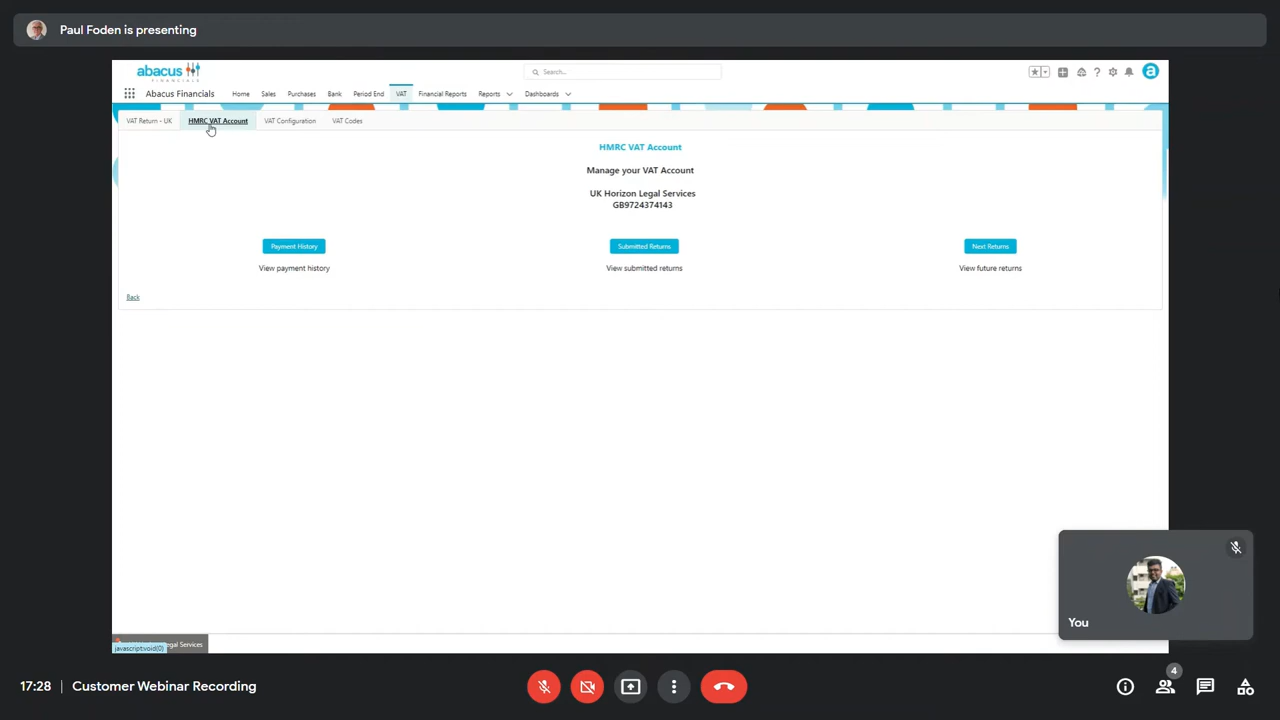 Paul Foden is presenting
abacus
FINANCIALS
Search...
Abacus Financials
Home
Sales
Purchases
Bank
Period End
VAT
Financial Reports
Reports
Dashboards
VAT Return - UK
HMRC VAT Account
VAT Configuration
VAT Codes
HMRC VAT Account
Manage your VAT Account
UK Horizon Legal Services
GB9724374143
Payment History
Submitted Returns
Next Returns
View payment history
View submitted returns
View future returns
Back
egal Services
javascript:void(0)
You
17:28 | Customer Webinar Recording
4